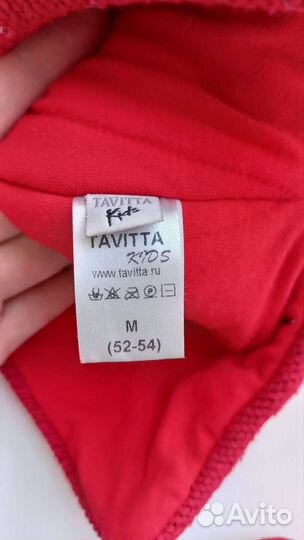 TAVITTA
Kids
TAVITTA
KIDS
www.tavitta.ru
P
M
(52-54)
Avito